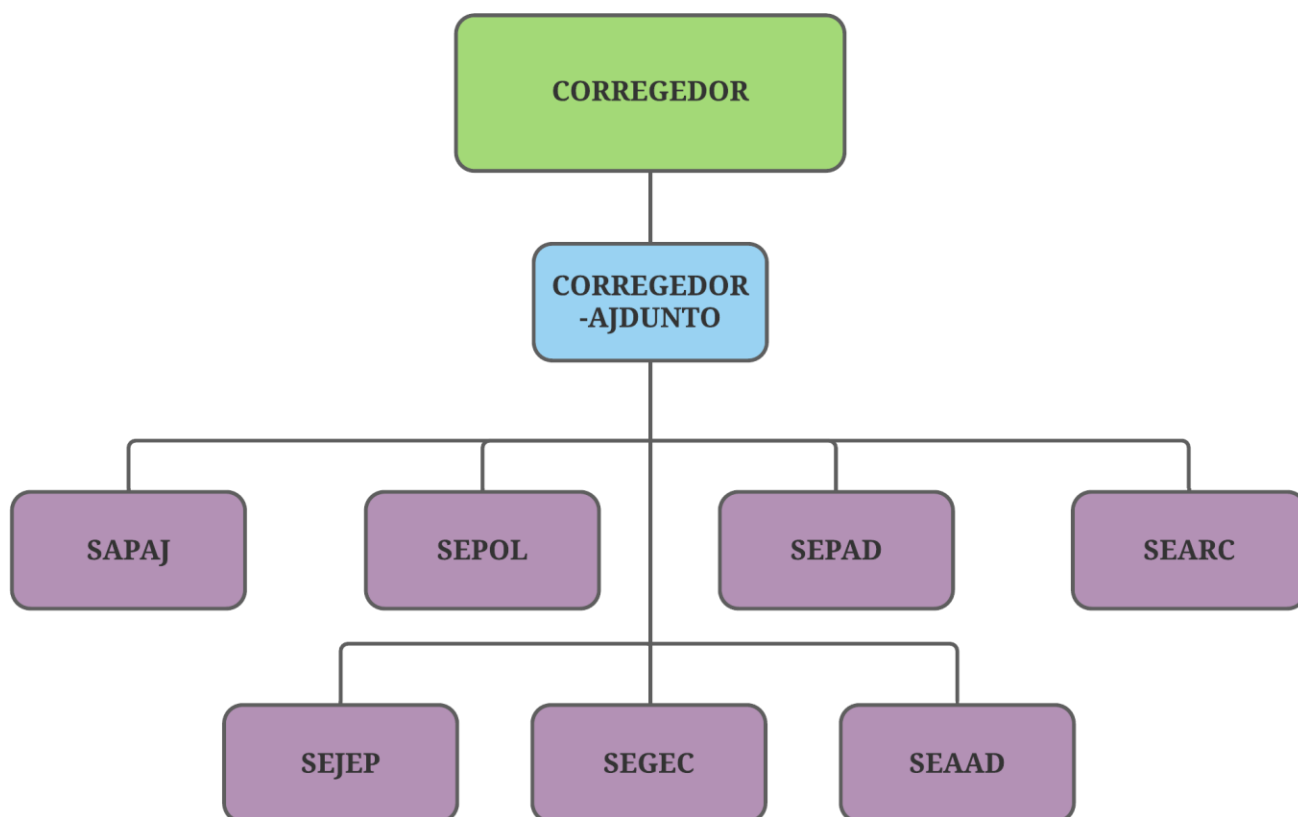 CORREGEDOR
CORREGEDOR
-AJDUNTO
SAPAJ
SEPOL
SEPAD
SEARC
SEJEP
SEGEC
SEAAD